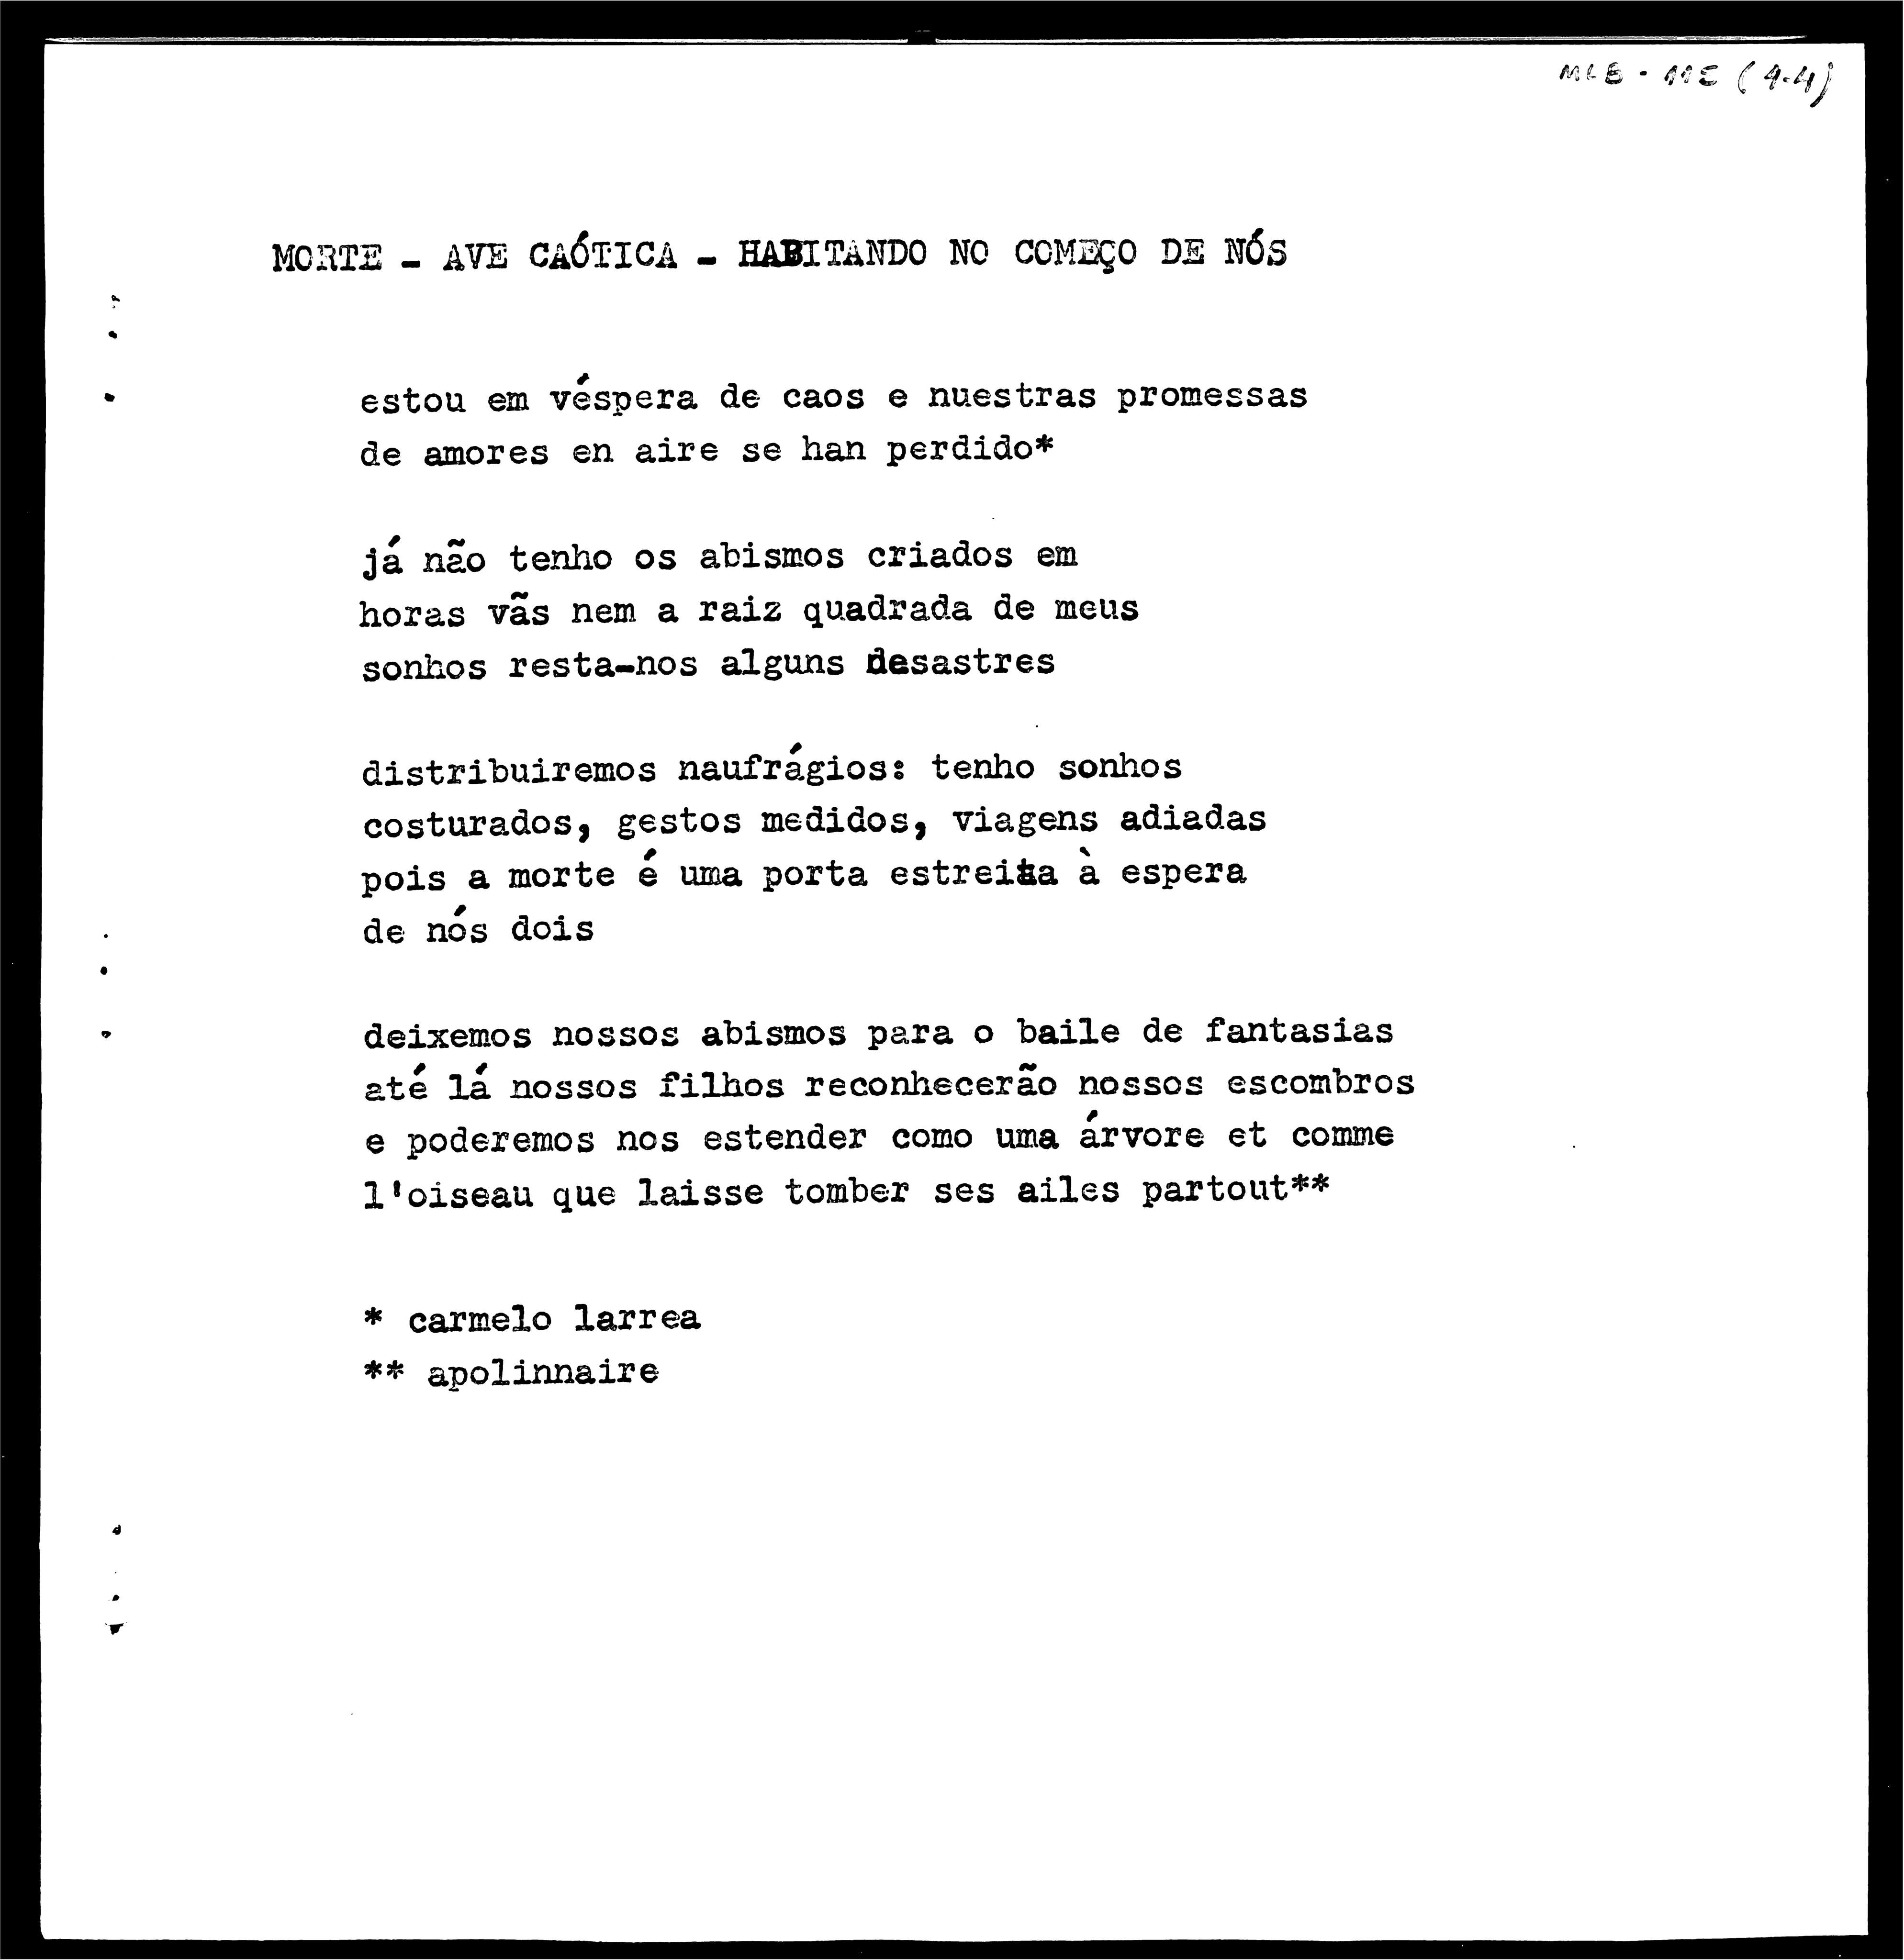 MLB - 115 (4.4)
MORTE - AVE CAÓTICA - HABITANDO NO COMEÇO DE NÓS
estou em véspera de caos e nuestras promessas
de amores en aire se han perdido*
já não tenho os abismos criados em
horas vãs nem a raiz quadrada de meus
sonhos resta-nos alguns desastres
distribuiremos naufrágios: tenho sonhos
costurados, gestos medidos, viagens adiadas
pois a morte é uma porta estreita à espera
de nós dois
deixemos nossos abismos para o baile de fantasias
até lá nossos filhos reconhecerão nossos escombros
e poderemos nos estender como uma árvore et comme
l'oiseau que laisse tomber ses ailes partout**
* carmelo larrea
** apolinnaire